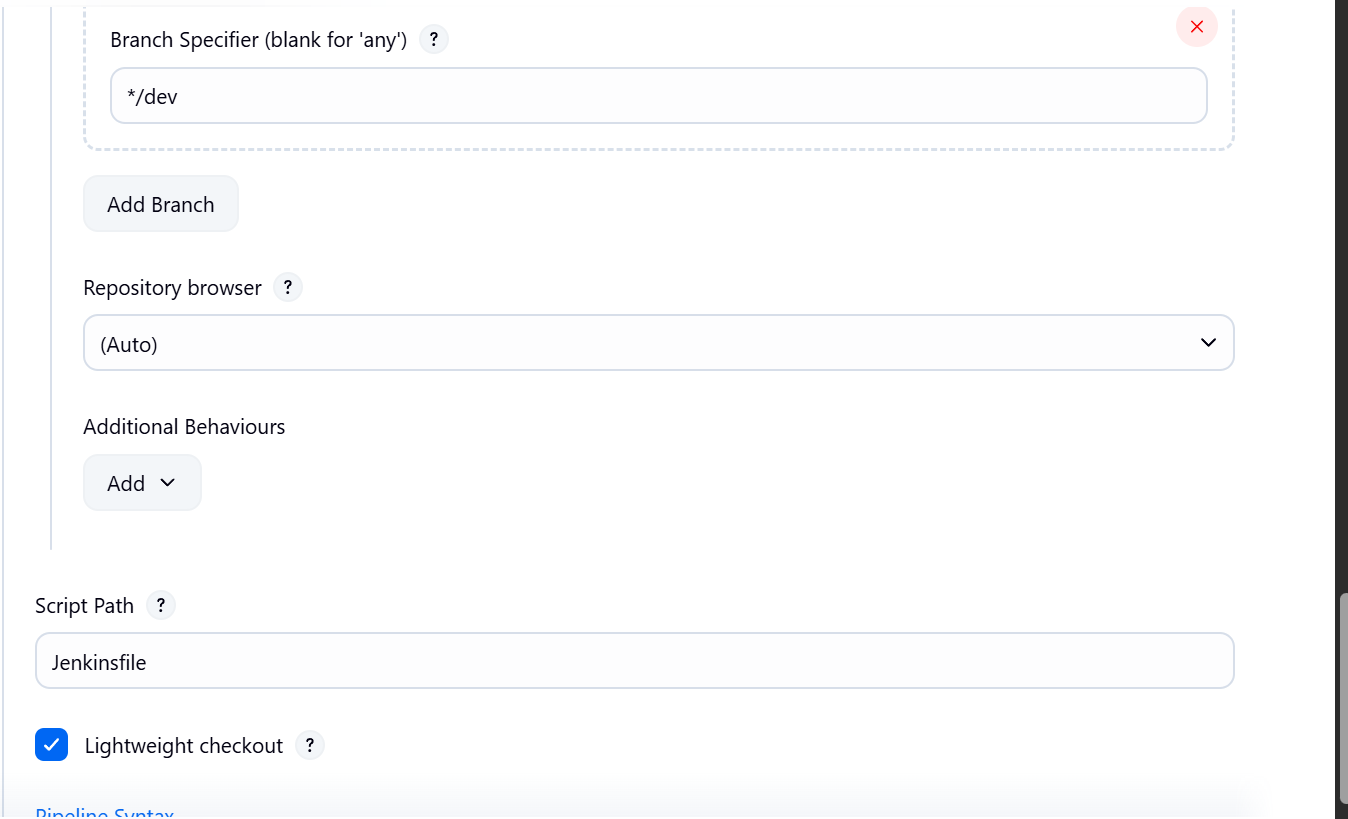 Branch Specifier (blank for 'any') ?
*/dev
Add Branch
Repository browser ?
(Auto)
Additional Behaviours
Add
Script Path ?
Jenkinsfile
Lightweight checkout ?
Pipeline Syntax